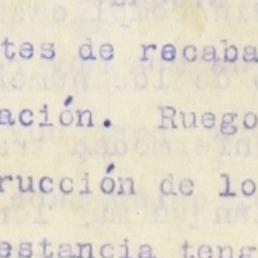 tes de recaba
ación. Ruego
rucción de lo
estancia teng